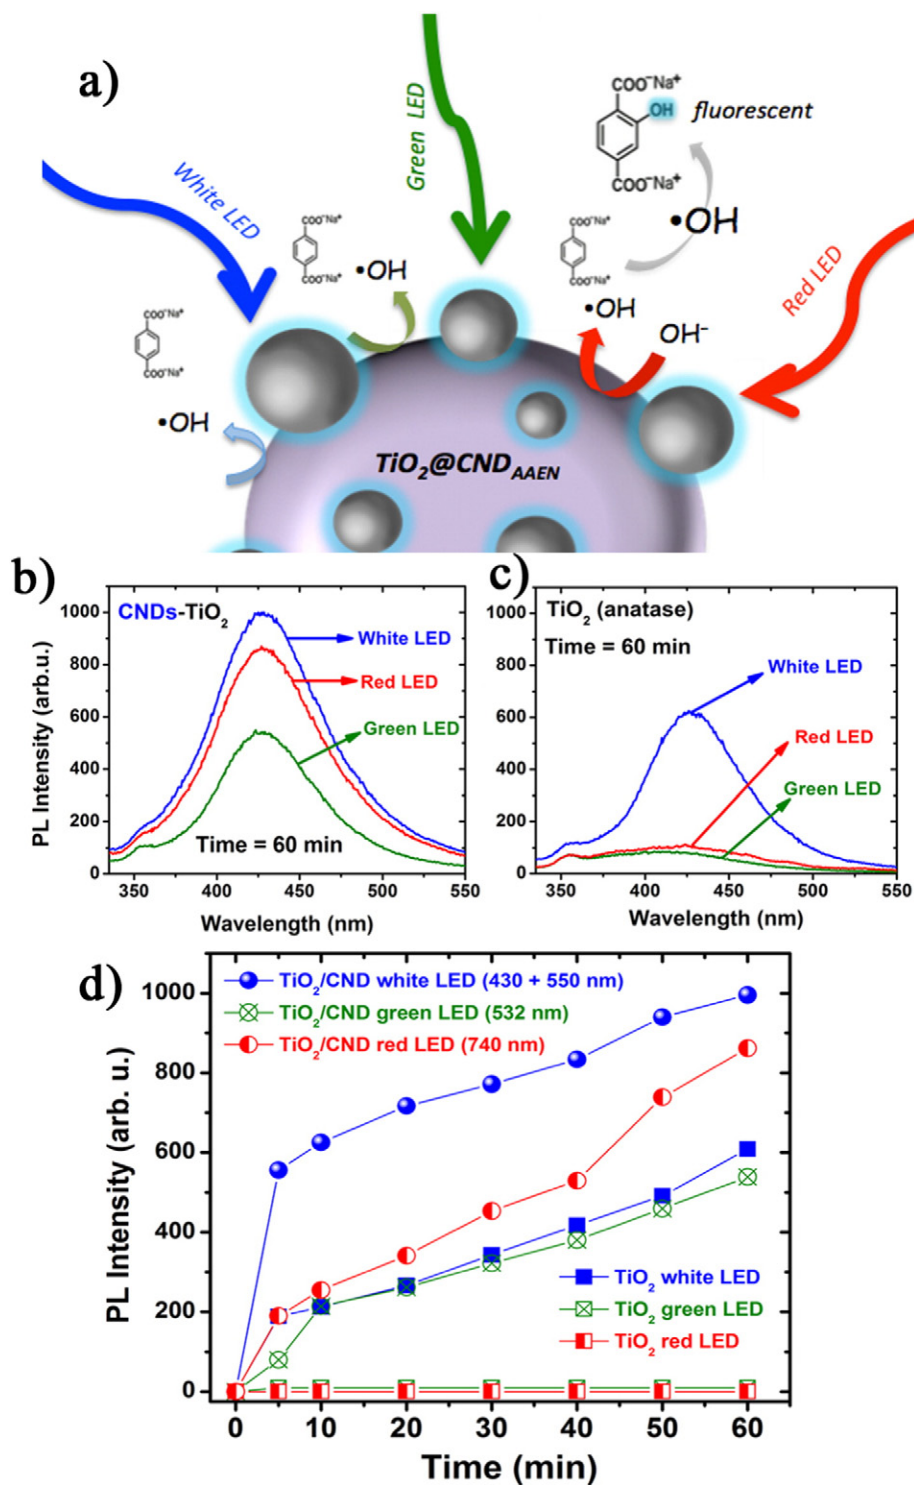 a)
White LED
Green LED
Red LED
COO⁻Na⁺
OH
fluorescent
COO⁻Na⁺
•OH
COO⁻Na⁺
COO⁻Na⁺
•OH
COO⁻Na⁺
COO⁻Na⁺
•OH
OH⁻
COO⁻Na⁺
COO⁻Na⁺
•OH
TiO₂@CND_AAEN
b)
CNDs-TiO₂
White LED
Red LED
Green LED
Time = 60 min
PL Intensity (arb.u.)
1000
800
600
400
200
0
350 400 450 500 550
Wavelength (nm)
c)
TiO₂ (anatase)
Time = 60 min
White LED
Red LED
Green LED
1000
800
600
400
200
0
350 400 450 500 550
Wavelength (nm)
d)
TiO₂/CND white LED (430 + 550 nm)
TiO₂/CND green LED (532 nm)
TiO₂/CND red LED (740 nm)
TiO₂ white LED
TiO₂ green LED
TiO₂ red LED
PL Intensity (arb. u.)
1000
800
600
400
200
0
0 10 20 30 40 50 60
Time (min)